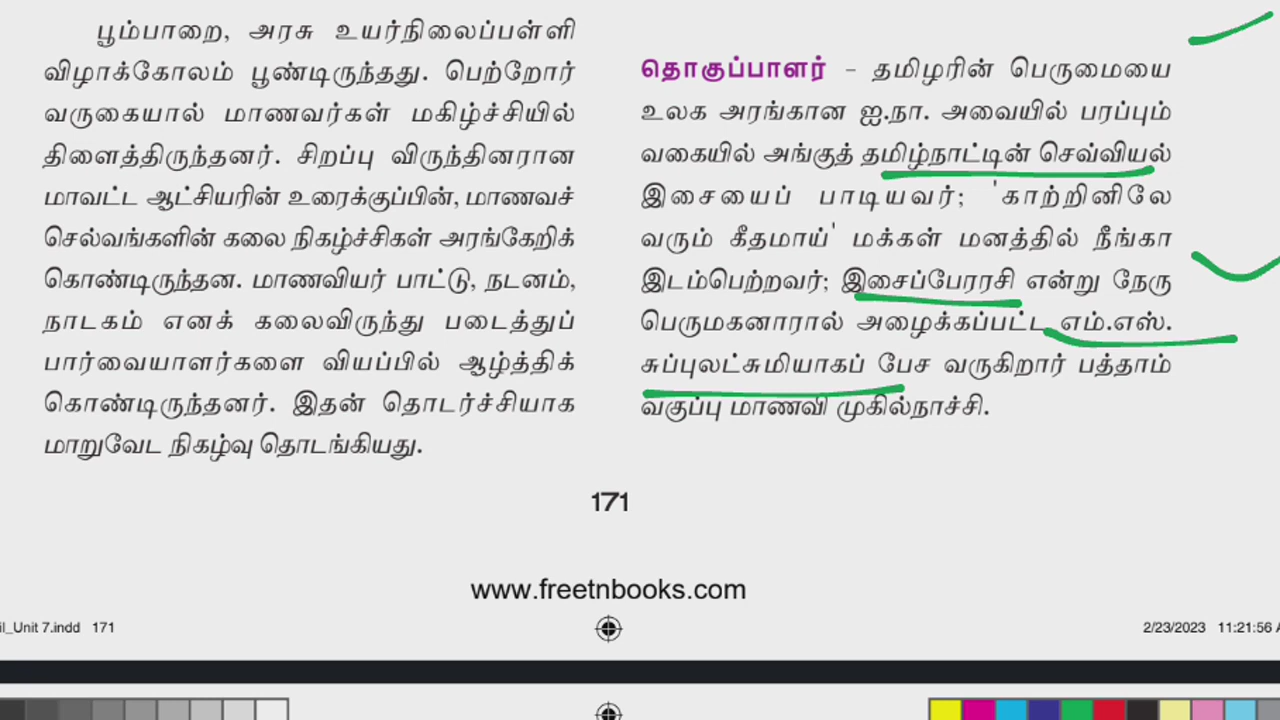 பூம்பாறை, அரசு உயர்நிலைப்பள்ளி
விழாக்கோலம் பூண்டிருந்தது. பெற்றோர்
வருகையால் மாணவர்கள் மகிழ்ச்சியில்
திளைத்திருந்தனர். சிறப்பு விருந்தினரான
மாவட்ட ஆட்சியரின் உரைக்குப்பின், மாணவச்
செல்வங்களின் கலை நிகழ்ச்சிகள் அரங்கேறிக்
கொண்டிருந்தன. மாணவியர் பாட்டு, நடனம்,
நாடகம் எனக் கலைவிருந்து படைத்துப்
பார்வையாளர்களை வியப்பில் ஆழ்த்திக்
கொண்டிருந்தனர். இதன் தொடர்ச்சியாக
மாறுவேட நிகழ்வு தொடங்கியது.
தொகுப்பாளர் – தமிழரின் பெருமையை
உலக அரங்கான ஐ.நா. அவையில் பரப்பும்
வகையில் அங்குத் தமிழ்நாட்டின் செவ்வியல்
இசையைப் பாடியவர்; 'காற்றினிலே
வரும் கீதமாய்' மக்கள் மனத்தில் நீங்கா
இடம்பெற்றவர்; இசைப்பேரரசி என்று நேரு
பெருமகனாரால் அழைக்கப்பட்ட எம்.எஸ்.
சுப்புலட்சுமியாகப் பேச வருகிறார் பத்தாம்
வகுப்பு மாணவி முகில்நாச்சி.
171
www.freetnbooks.com
il_Unit 7.indd 171
2/23/2023 11:21:56 A